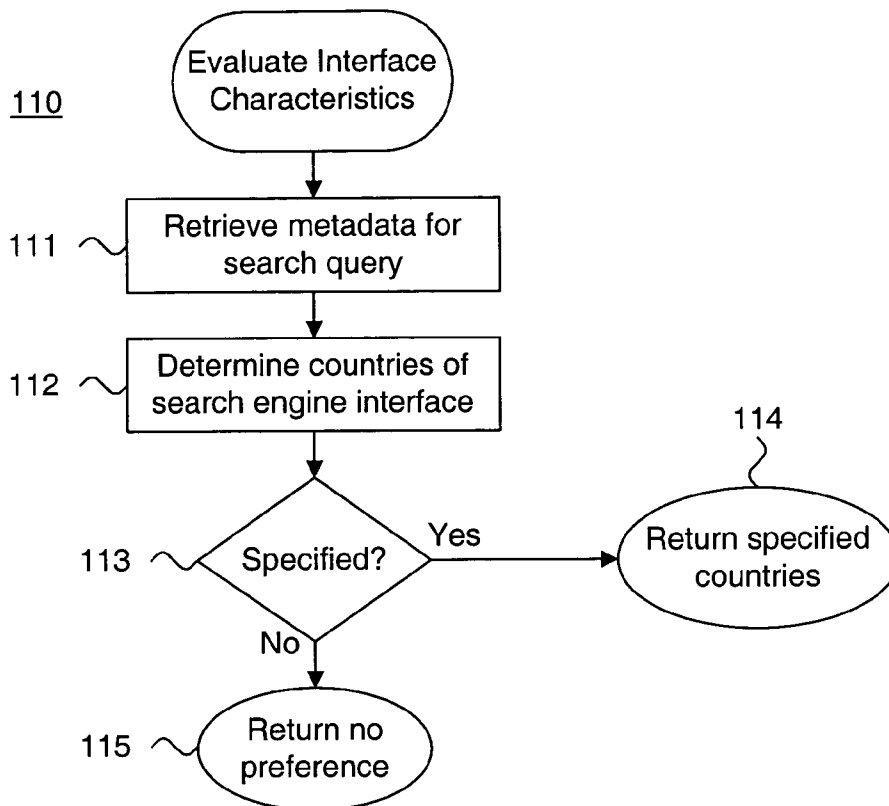 Evaluate Interface
Characteristics
110
Retrieve metadata for
search query
111
Determine countries of
search engine interface
112
114
Specified?
113
Yes
Return specified
countries
No
Return no
preference
115